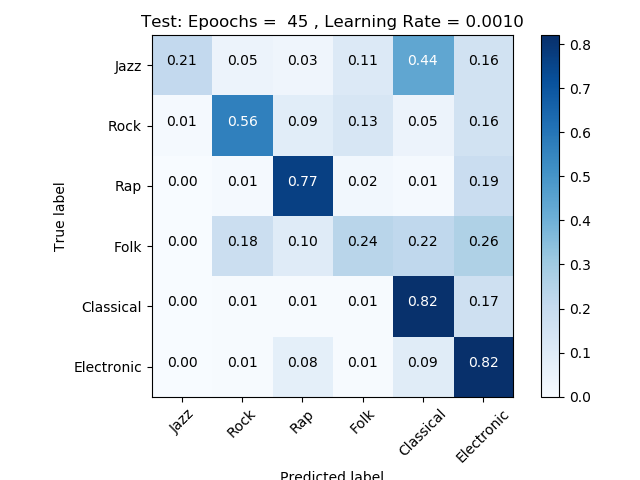 Test: Epoochs =  45 , Learning Rate = 0.0010
True label
Jazz 0.21 0.05 0.03 0.11 0.44 0.16
Rock 0.01 0.56 0.09 0.13 0.05 0.16
Rap 0.00 0.01 0.77 0.02 0.01 0.19
Folk 0.00 0.18 0.10 0.24 0.22 0.26
Classical 0.00 0.01 0.01 0.01 0.82 0.17
Electronic 0.00 0.01 0.08 0.01 0.09 0.82
Jazz Rock Rap Folk Classical Electronic
Predicted label
0.8
0.7
0.6
0.5
0.4
0.3
0.2
0.1
0.0